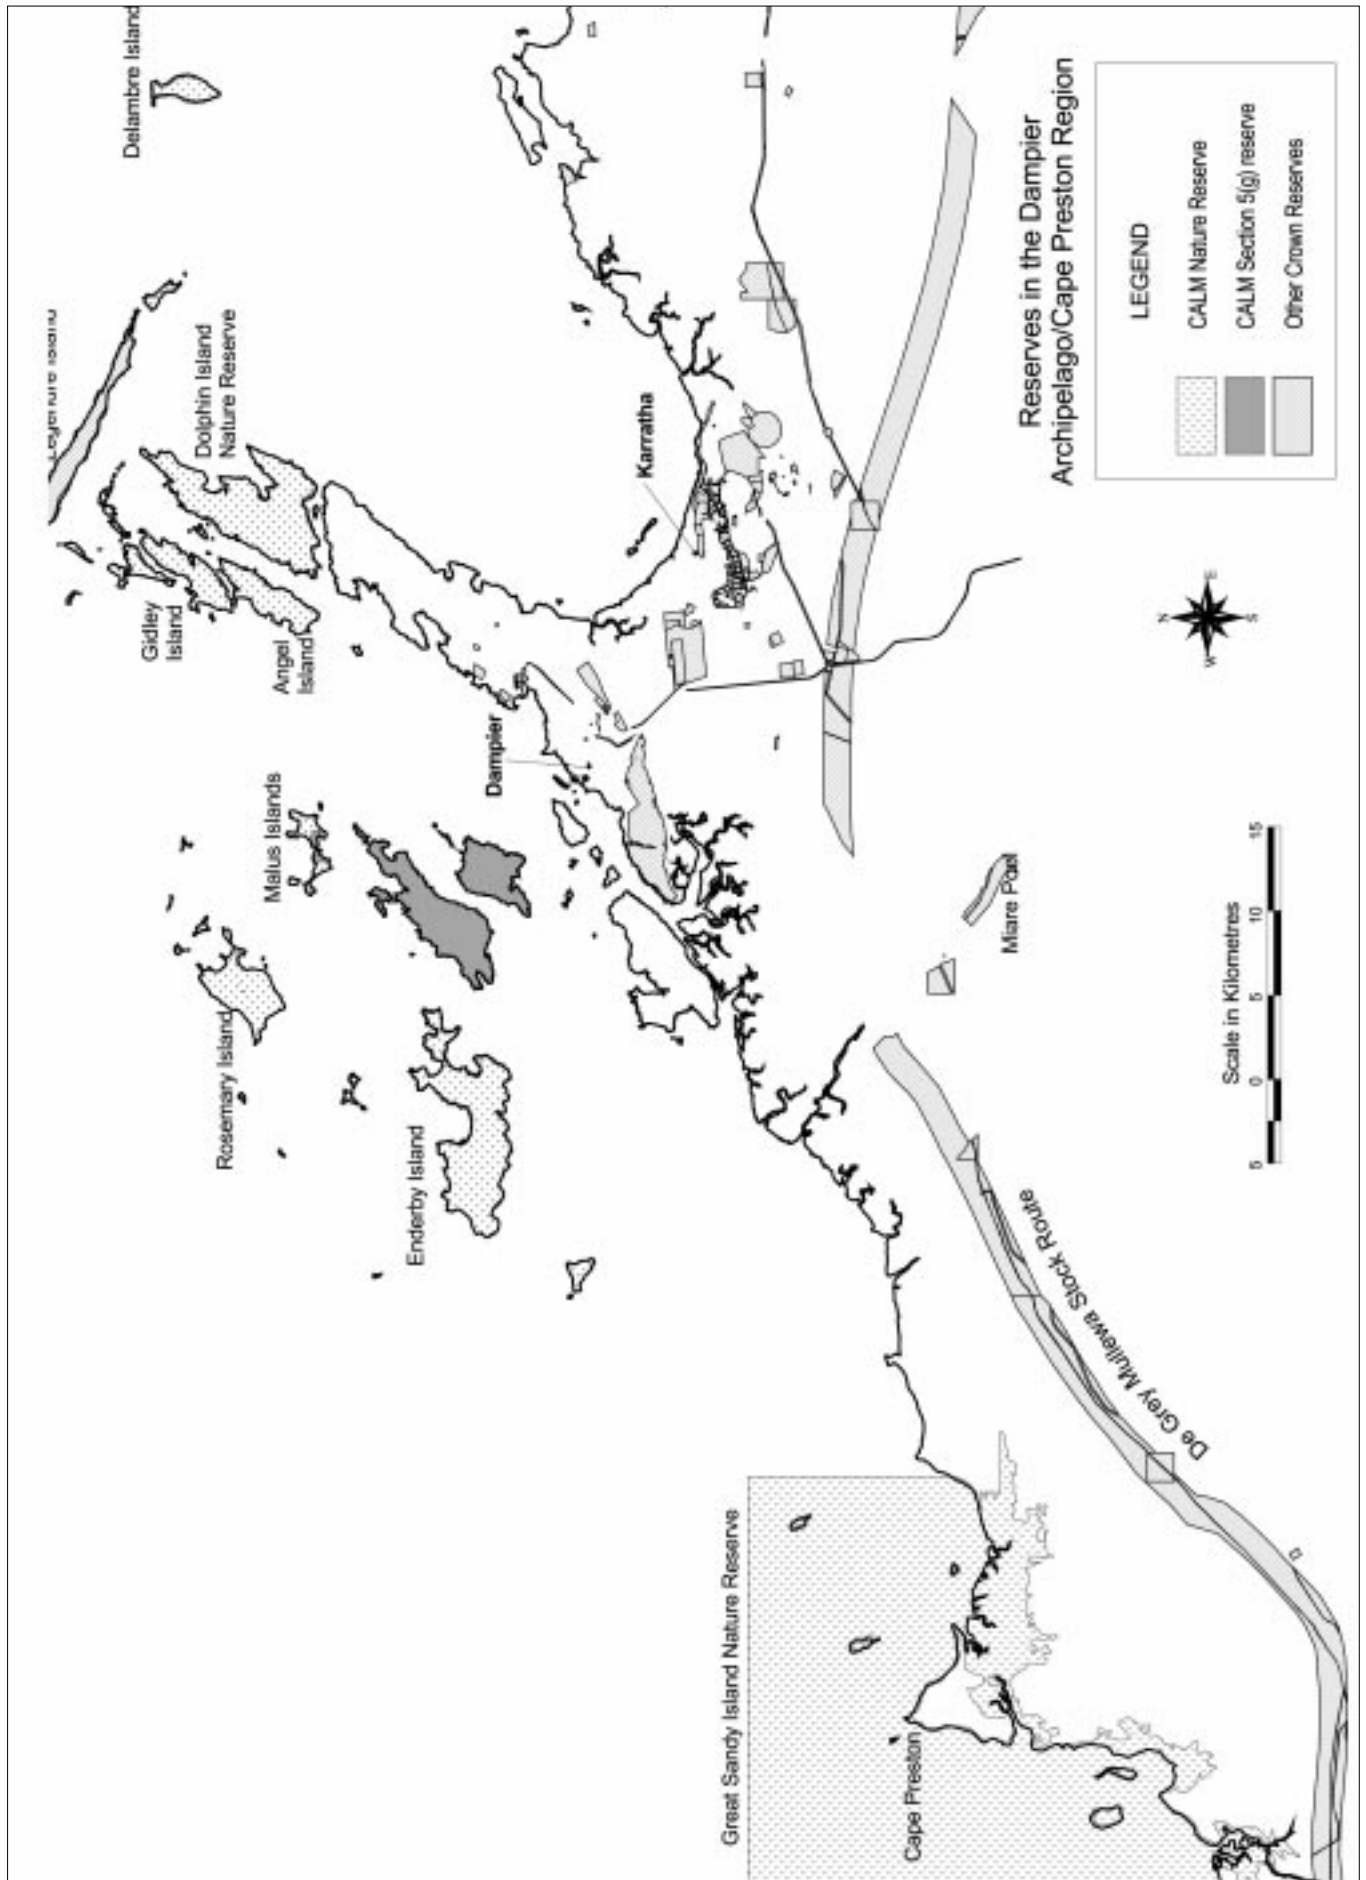 Delambre Island
Dolphin Island
Nature Reserve
Gidley
Island
Angel
Island
Karratha
Dampier
Malus Islands
Rosemary Island
Enderby Island
Miare Pool
De Grey Mullewa Stock Route
Great Sandy Island Nature Reserve
Cape Preston
Reserves in the Dampier
Archipelago/Cape Preston Region
LEGEND
CALM Nature Reserve
CALM Section 5(g) reserve
Other Crown Reserves
N
E
S
W
Scale in Kilometres
5 0 5 10 15